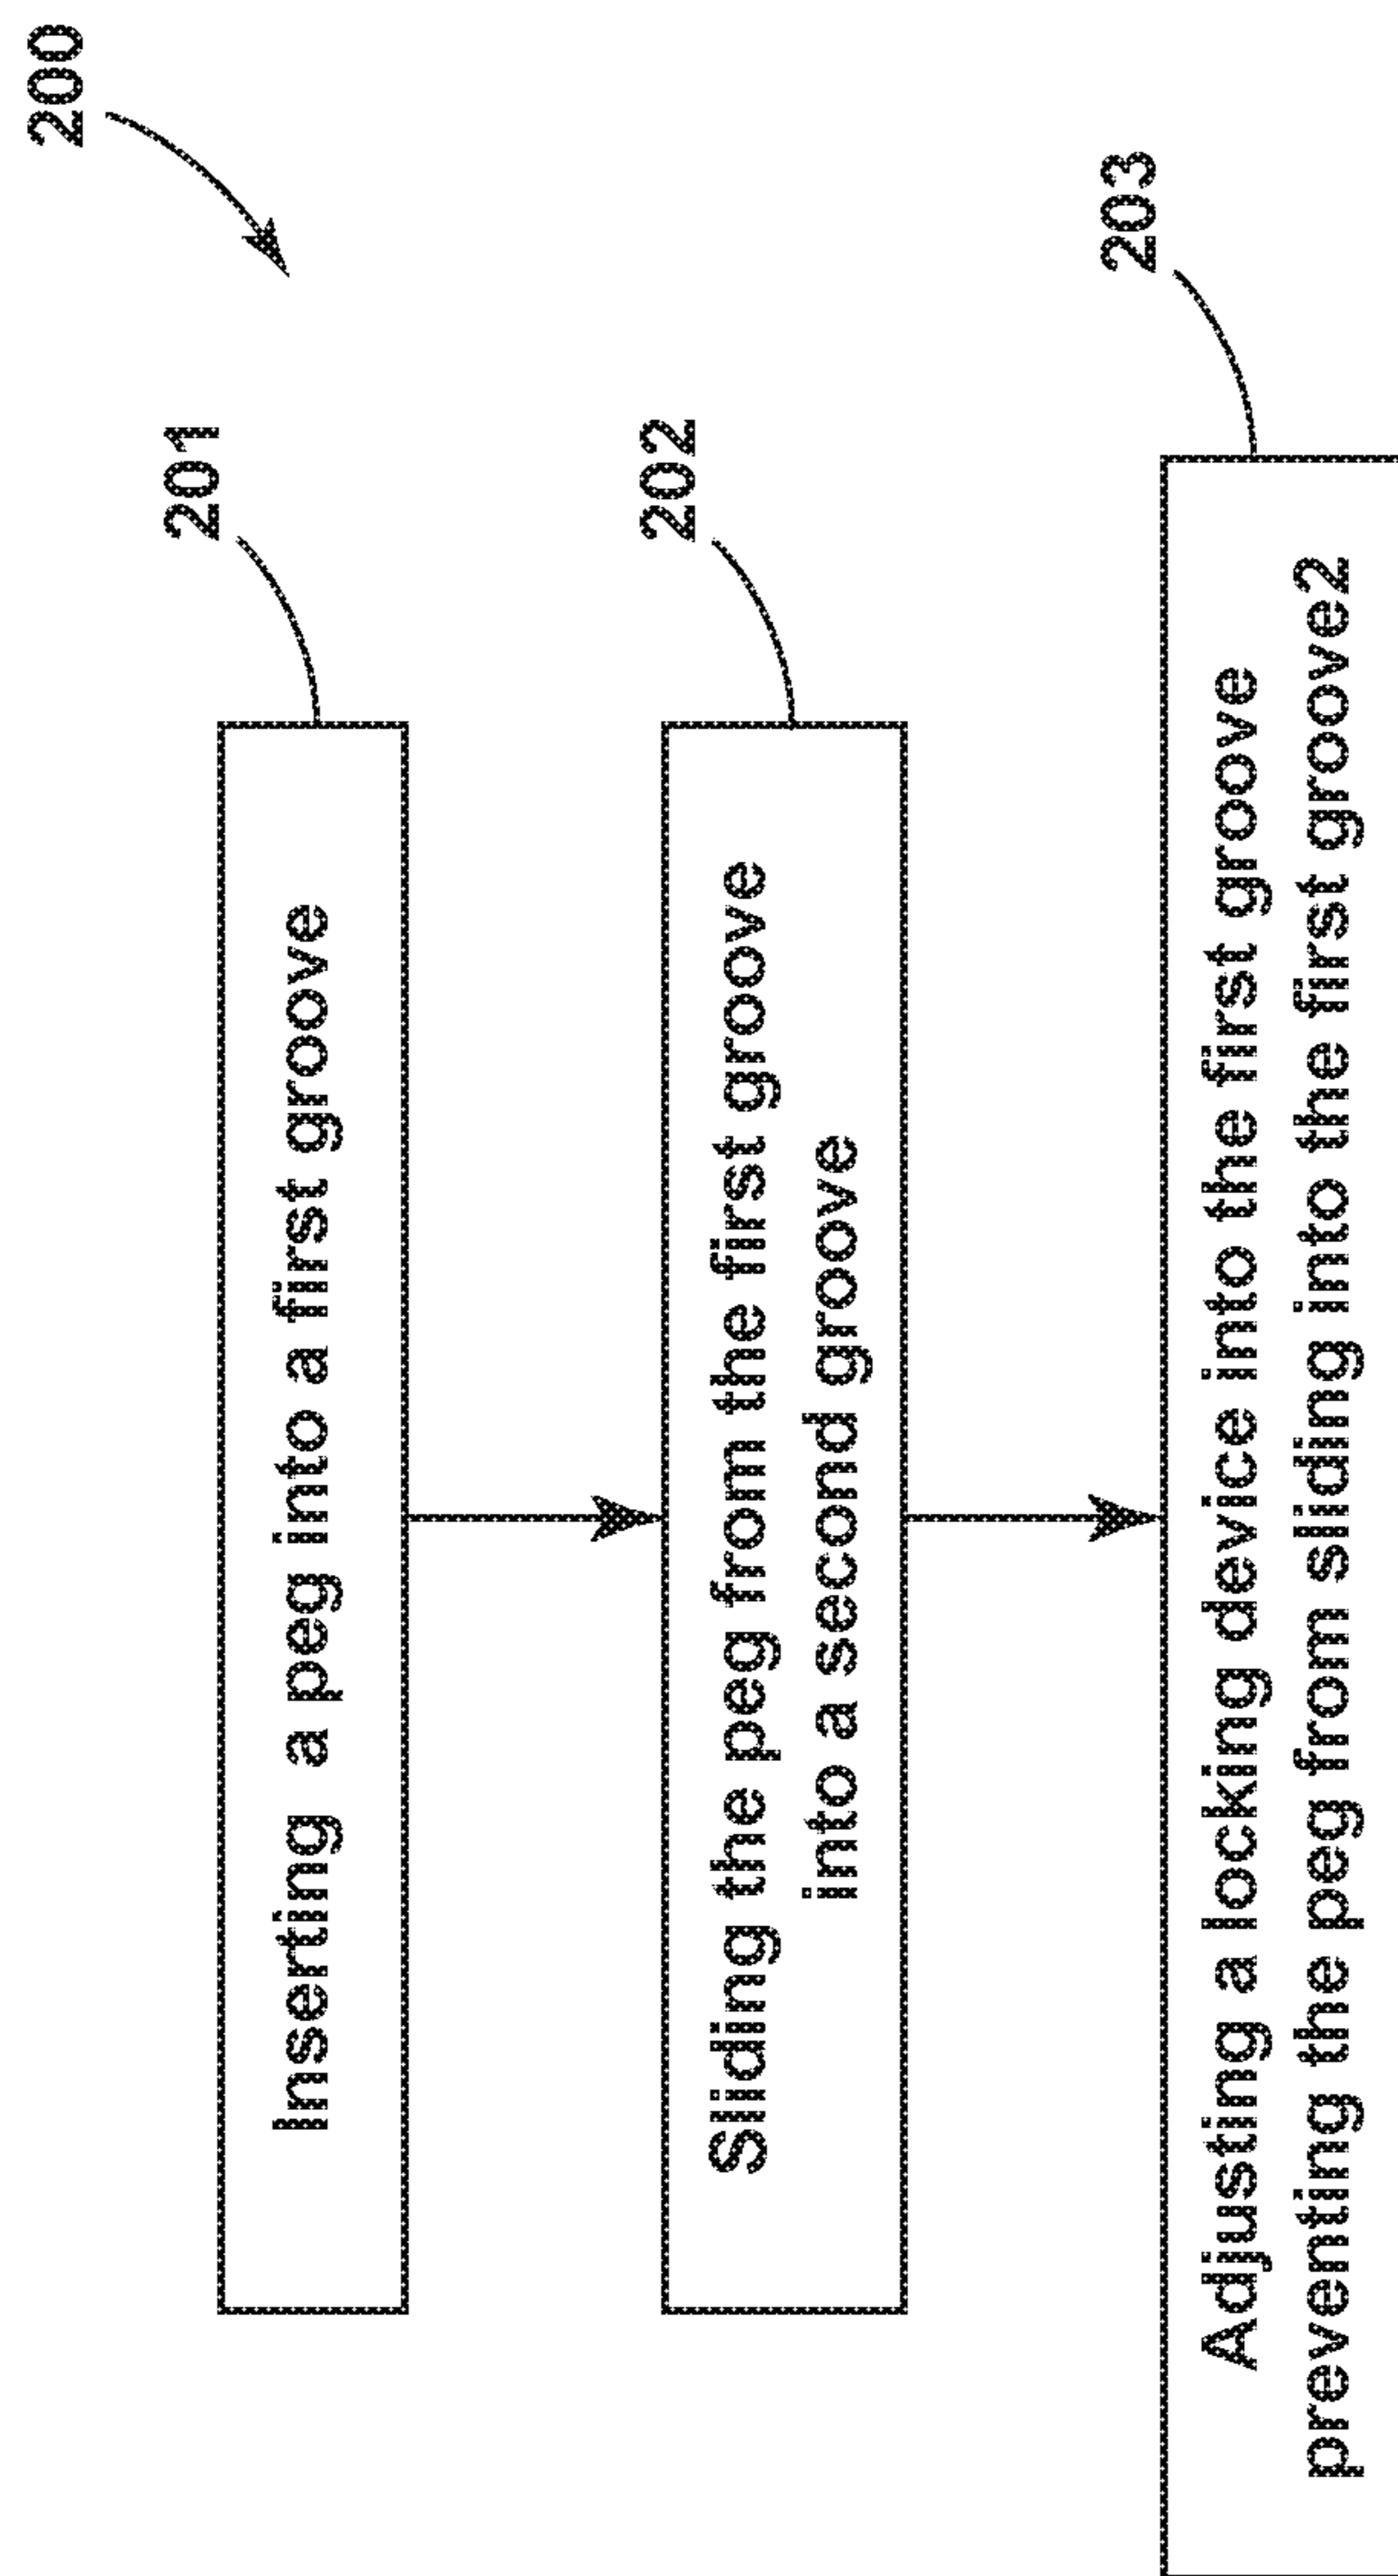 200
201
Inserting a peg into a first groove
202
Sliding the peg from the first groove
into a second groove
203
Adjusting a locking device into the first groove
preventing the peg from sliding into the first groove2